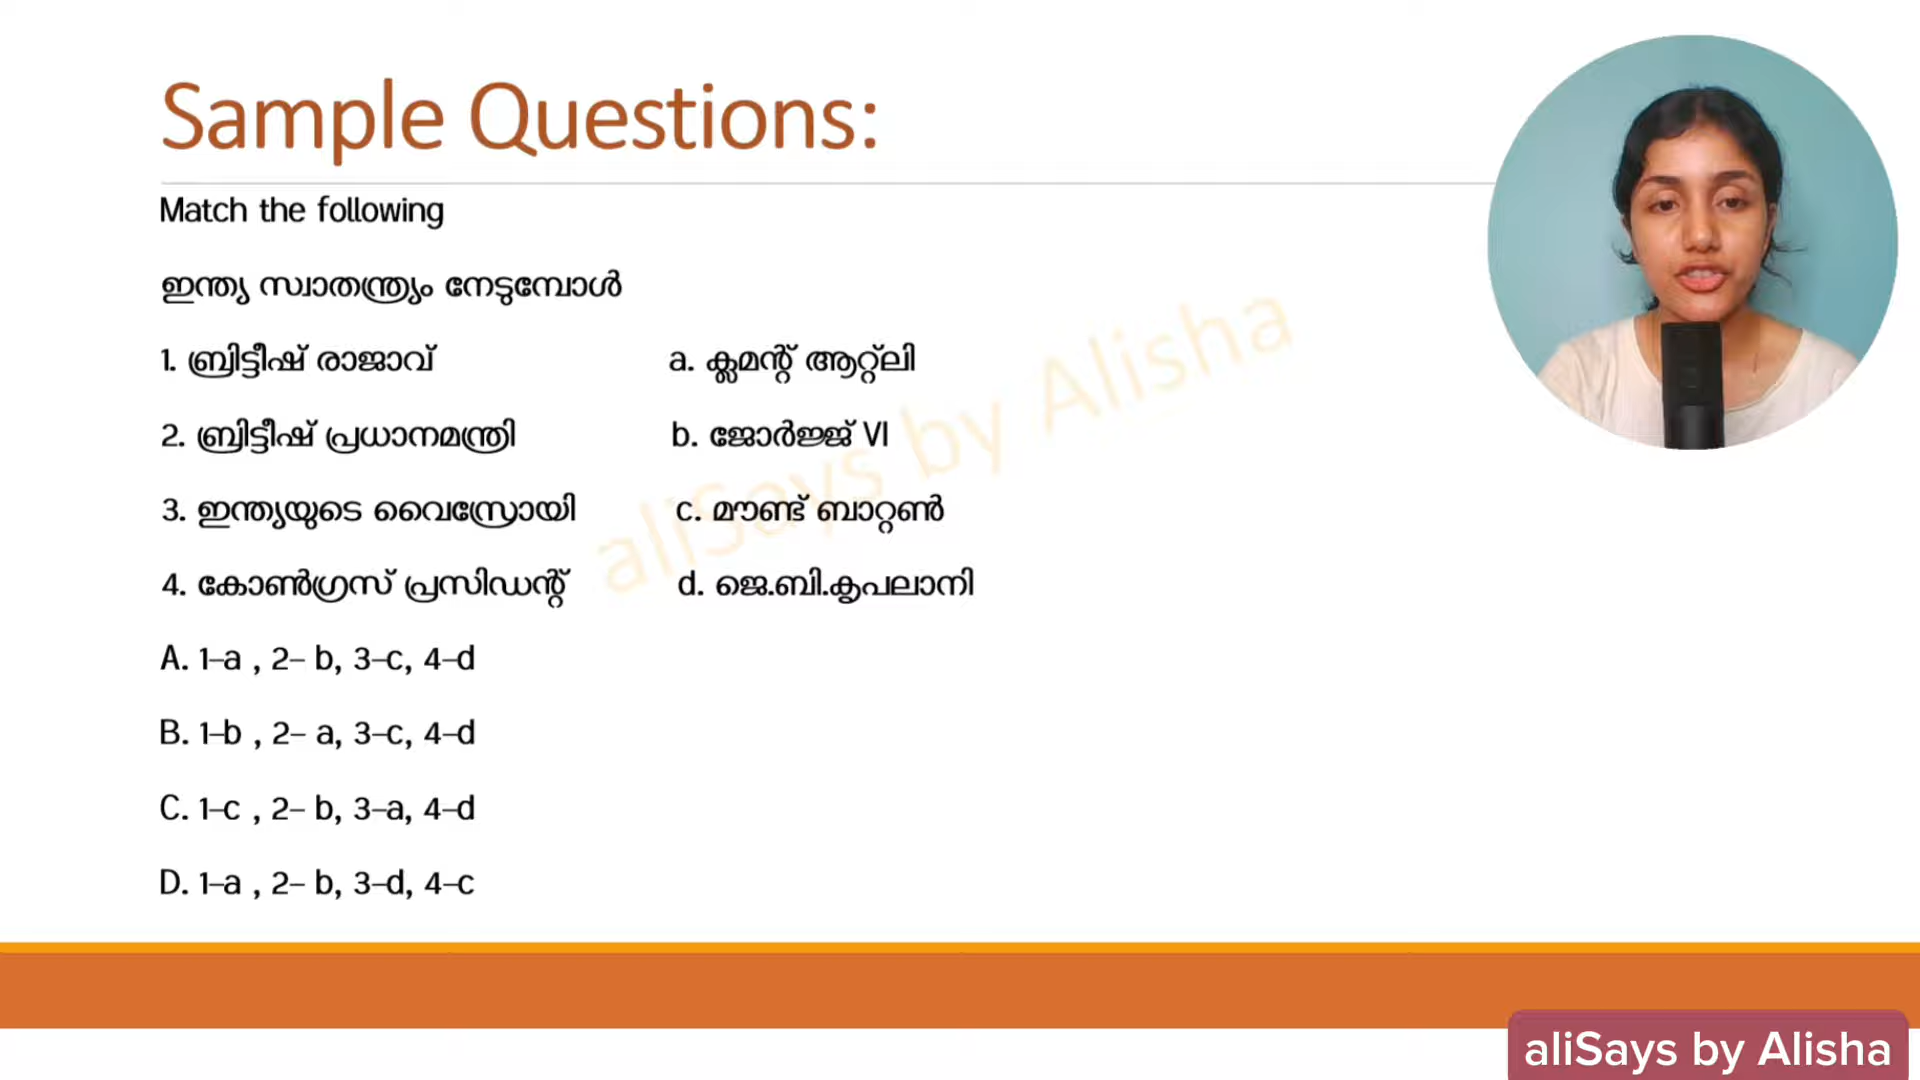 Sample Questions:
Match the following
ഇന്ത്യ സ്വാതന്ത്ര്യം നേടുമ്പോൾ
1. ബ്രിട്ടീഷ് രാജാവ് a. ക്ലമന്റ് ആറ്റ്ലി
2. ബ്രിട്ടീഷ് പ്രധാനമന്ത്രി b. ജോർജ്ജ് VI
3. ഇന്ത്യയുടെ വൈസ്രോയി c. മൗണ്ട് ബാറ്റൺ
4. കോൺഗ്രസ് പ്രസിഡന്റ് d. ജെ.ബി.കൃപലാനി
A. 1-a , 2- b, 3-c, 4-d
B. 1-b , 2- a, 3-c, 4-d
C. 1-c , 2- b, 3-a, 4-d
D. 1-a , 2- b, 3-d, 4-c
aliSays by Alisha
aliSays by Alisha